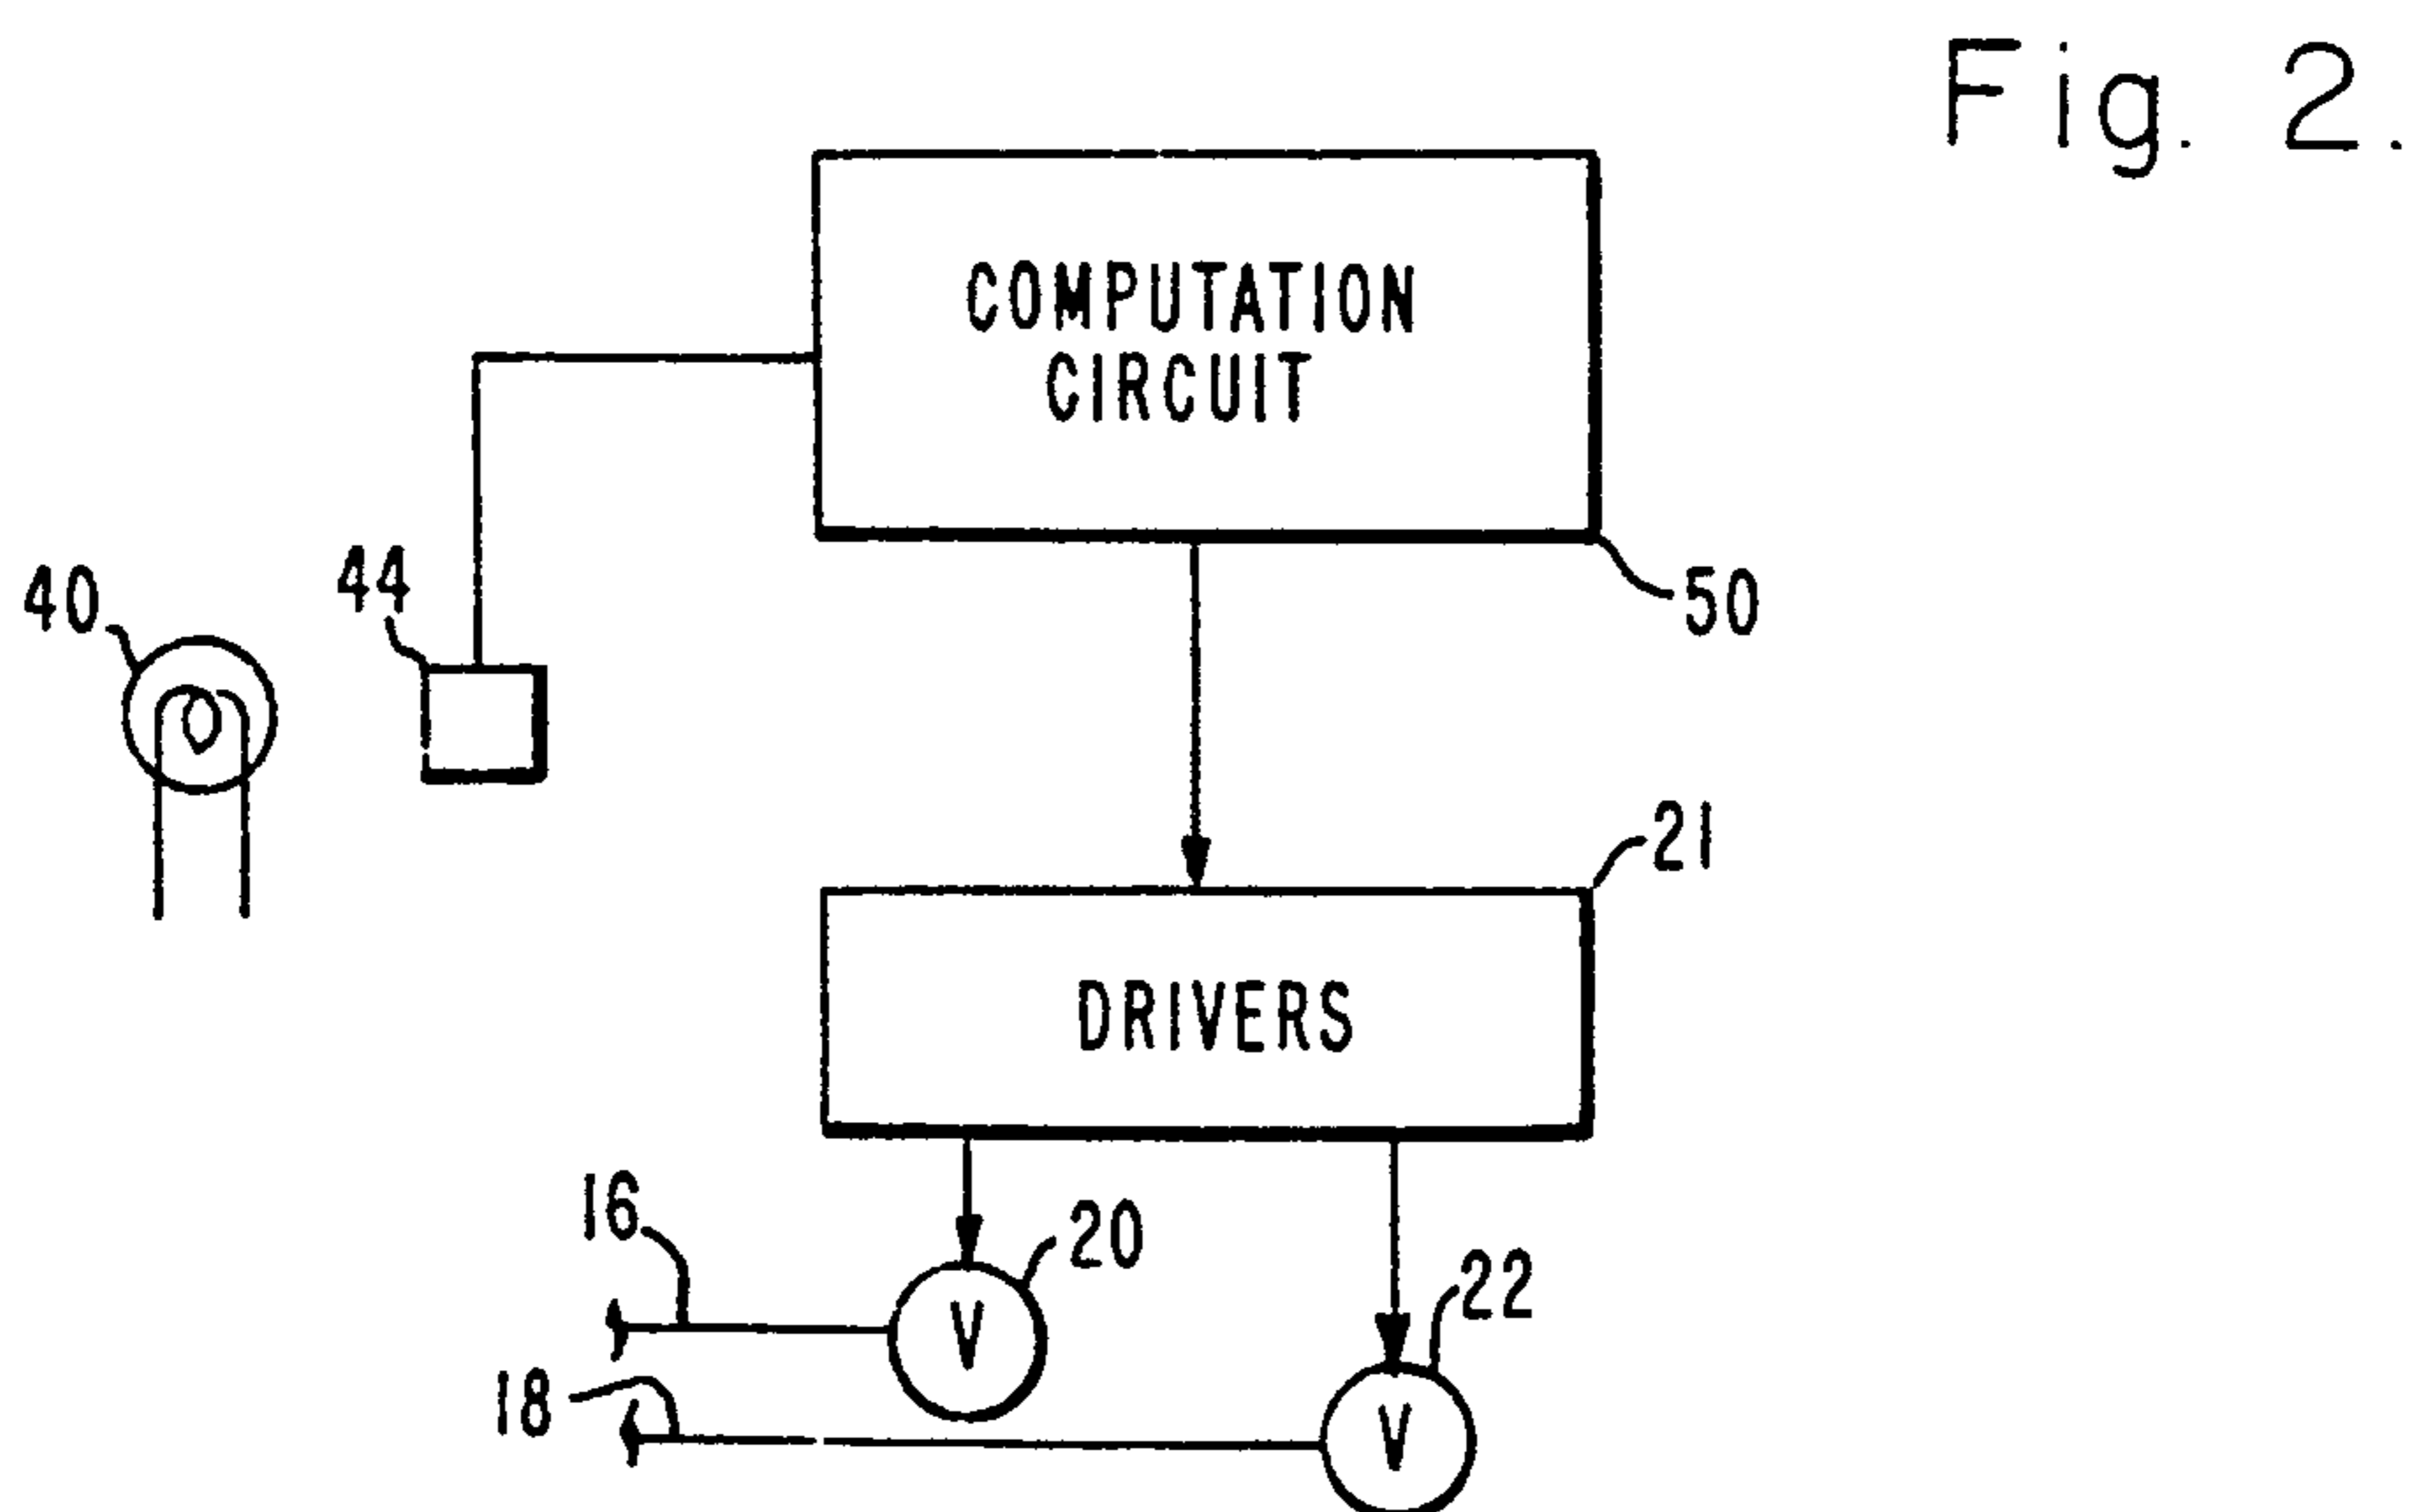 Fig. 2.
COMPUTATION
CIRCUIT
40
44
50
21
DRIVERS
16
20
22
V
18
V